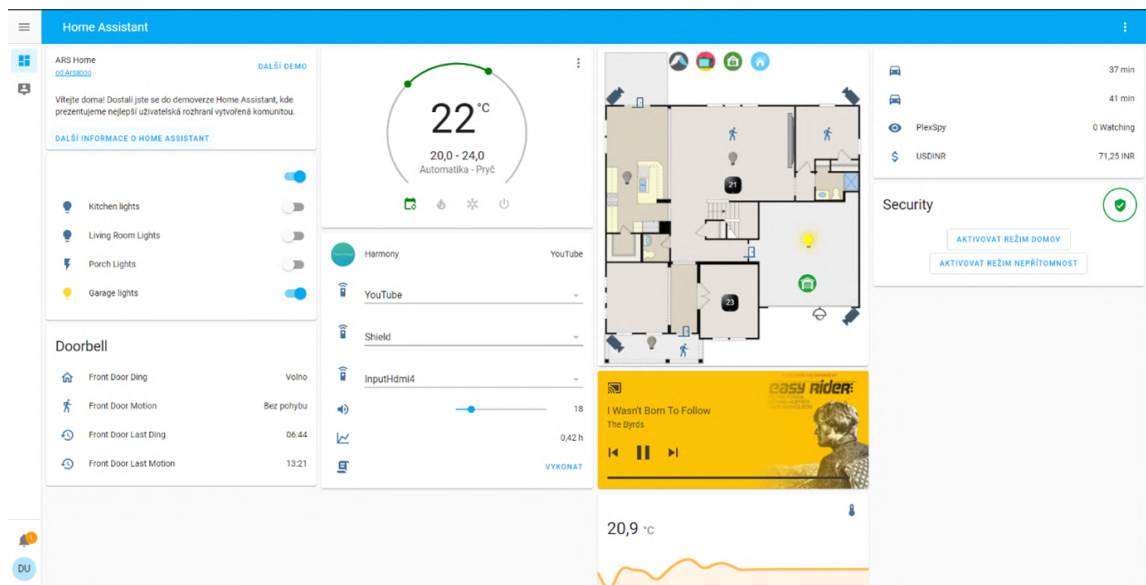 Home Assistant
ARS Home
od Arsaboo
DALŠÍ DEMO
Vítejte doma! Dostali jste se do demoverze Home Assistant, kde
prezentujeme nejlepší uživatelská rozhraní vytvořená komunitou.
DALŠÍ INFORMACE O HOME ASSISTANT
Kitchen lights
Living Room Lights
Porch Lights
Garage lights
Doorbell
Front Door Ding Volno
Front Door Motion Bez pohybu
Front Door Last Ding 06:44
Front Door Last Motion 13:21
22 °C
20,0 - 24,0
Automatika - Pryč
Harmony YouTube
YouTube
Shield
InputHdmi4
18
0,42 h
VYKONAT
21
23
easy Rider
I Wasn't Born To Follow
The Byrds
20,9 °C
37 min
41 min
PlexSpy 0 Watching
USDINR 71,25 INR
Security
AKTIVOVAT REŽIM DOMOV
AKTIVOVAT REŽIM NEPŘÍTOMNOST
DU